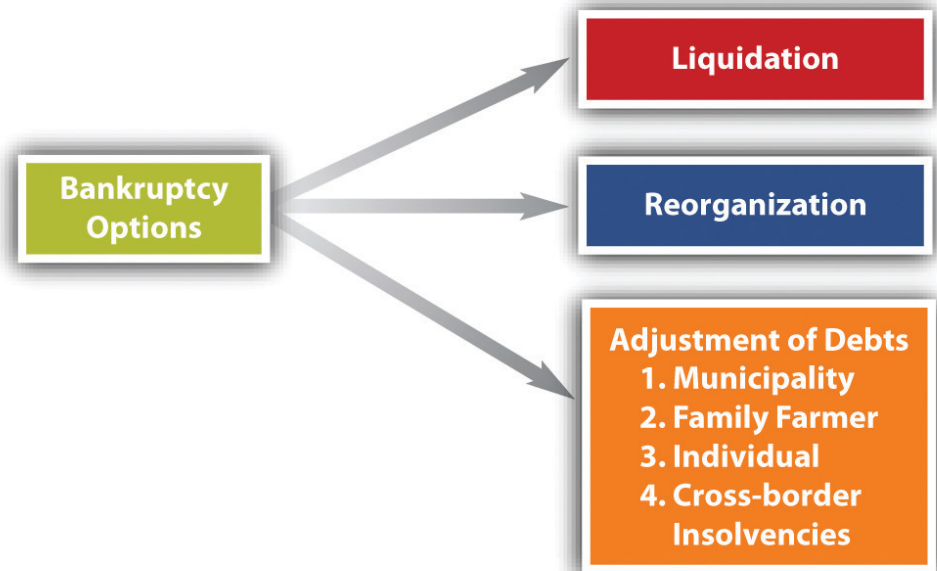 Bankruptcy
Options
Liquidation
Reorganization
Adjustment of Debts
1. Municipality
2. Family Farmer
3. Individual
4. Cross-border
Insolvencies